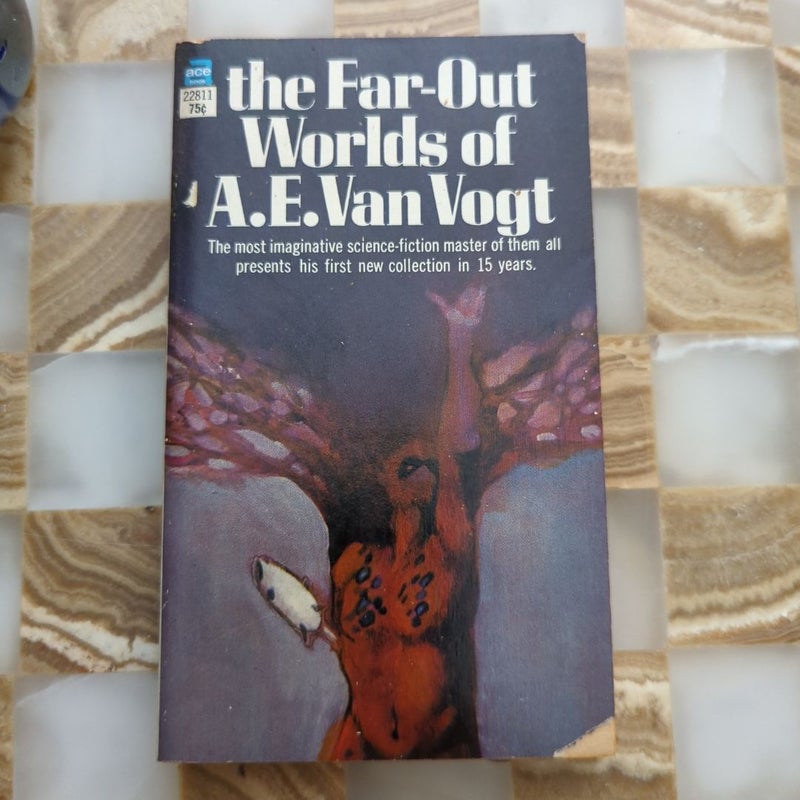 ace
BOOK
22811
75¢
the Far-Out
Worlds of
A.E.Van Vogt
The most imaginative science-fiction master of them all
presents his first new collection in 15 years.